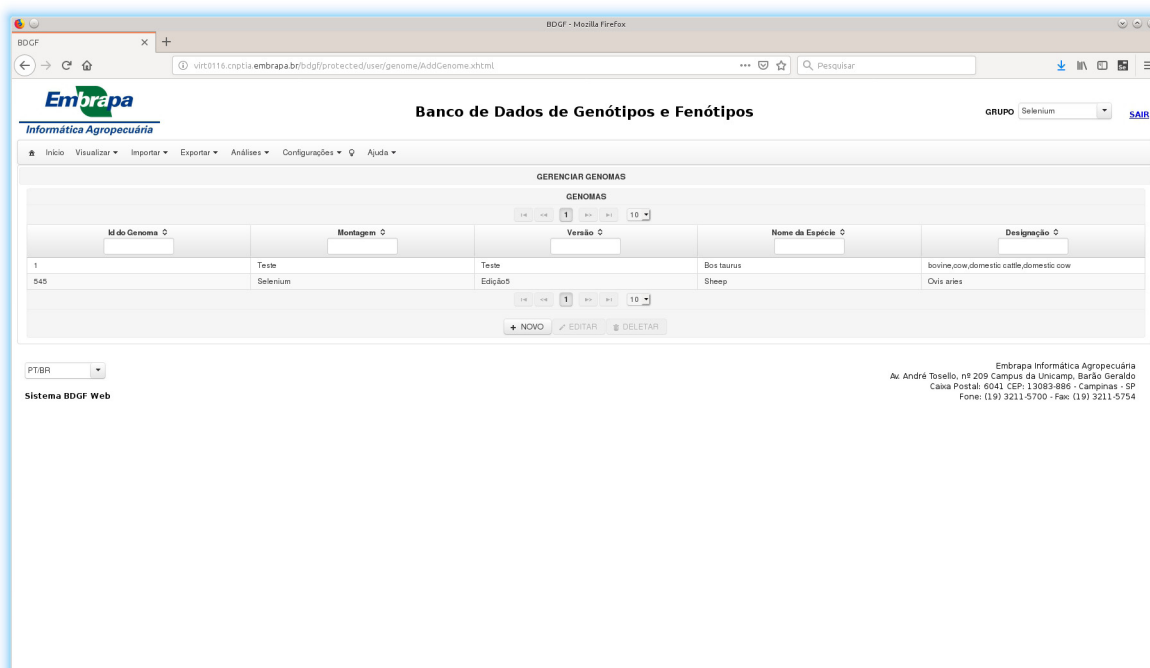 BDGF - Mozilla Firefox
BDGF
virt0116.cnptia.embrapa.br/bdgf/protected/user/genome/AddGenome.xhtml
Pesquisar
Embrapa
Informática Agropecuária
Banco de Dados de Genótipos e Fenótipos
GRUPO Selenium SAIR
Início Visualizar Importar Exportar Análises Configurações Ajuda
GERENCIAR GENOMAS
GENOMAS
1 10
Id do Genoma Montagem Versão Nome da Espécie Designação
1 Teste Teste Bos taurus bovine,cow,domestic cattle,domestic cow
545 Selenium Edição5 Sheep Ovis aries
1 10
+ NOVO EDITAR DELETAR
PT/BR
Sistema BDGF Web
Embrapa Informática Agropecuária
Av. André Tosello, nº 209 Campus da Unicamp, Barão Geraldo
Caixa Postal: 6041 CEP: 13083-886 - Campinas - SP
Fone: (19) 3211-5700 - Fax: (19) 3211-5754